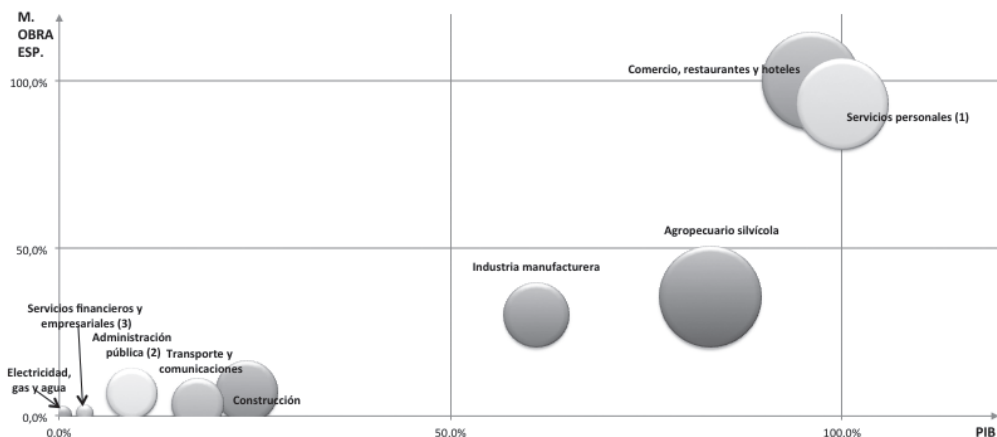 M.
OBRA
ESP.
100,0%
Comercio, restaurantes y hoteles
Servicios personales (1)
Agropecuario silvícola
50,0%
Industria manufacturera
Servicios financieros y
empresariales (3)
Administración
pública (2)
Transporte y
comunicaciones
Electricidad,
gas y agua
Construcción
0,0%
0.0%
50.0%
100.0%
PIB